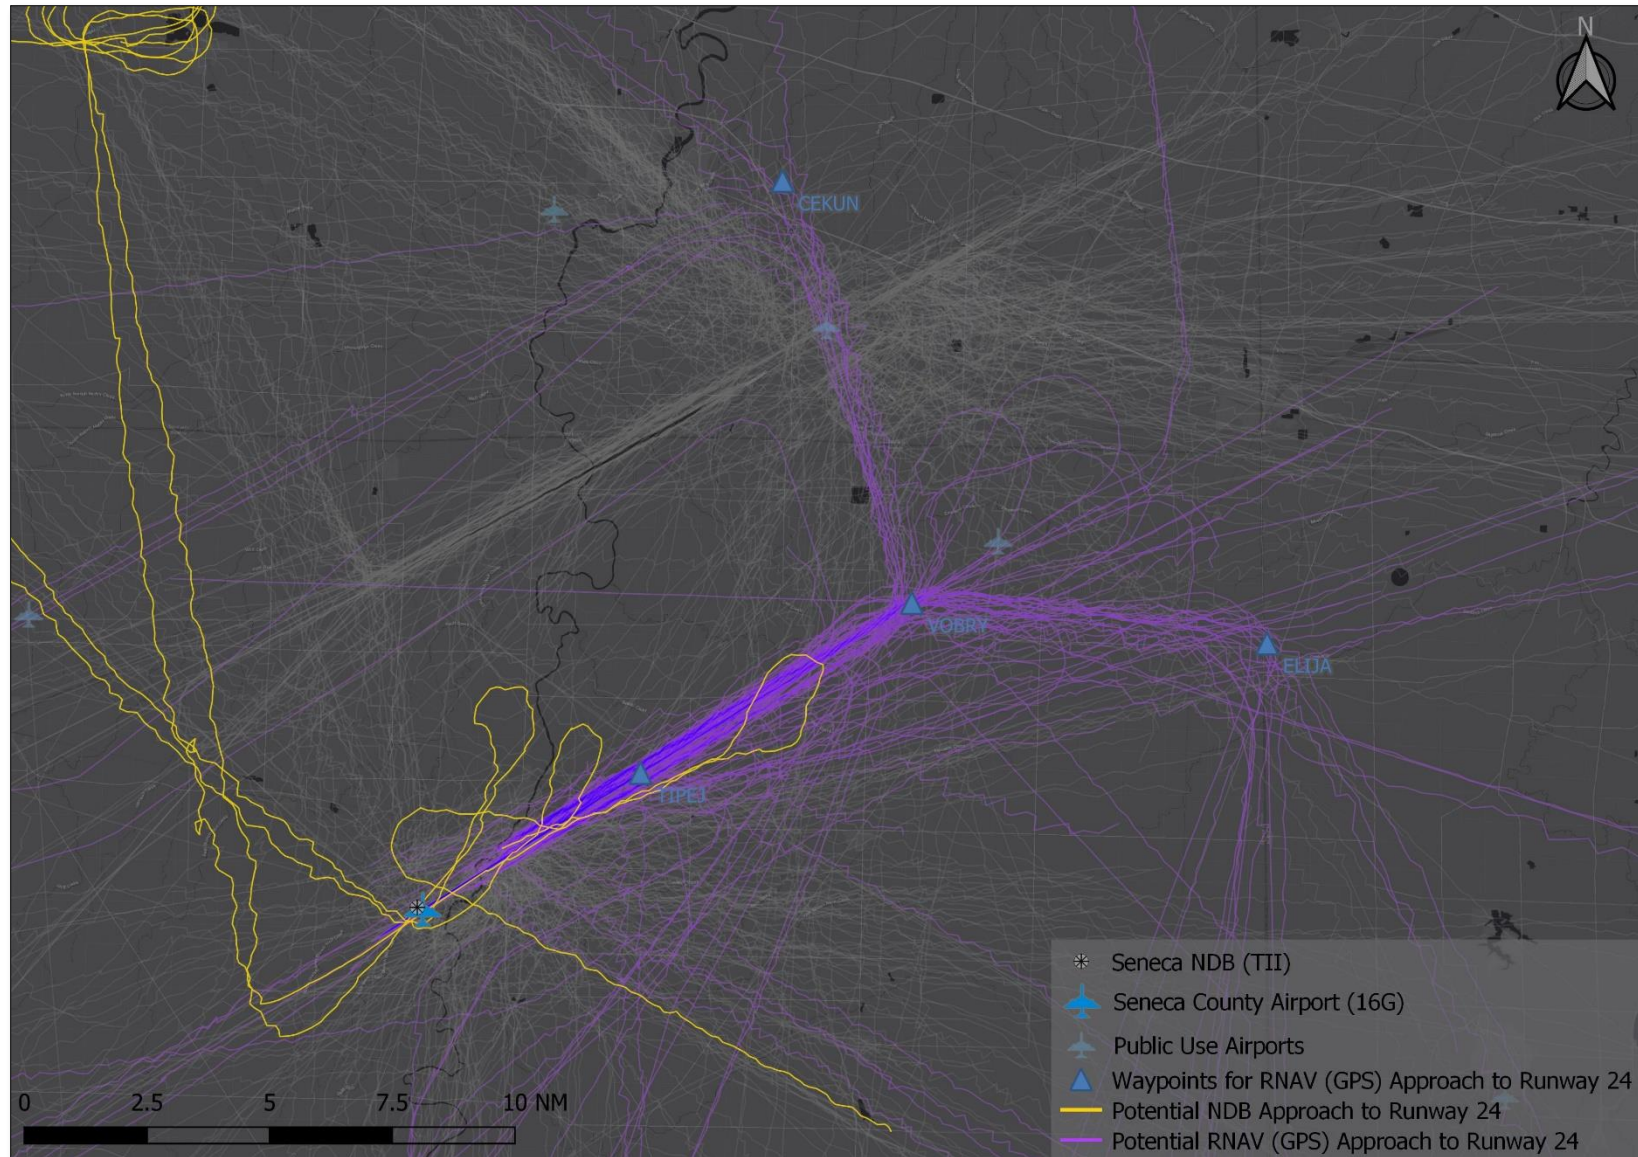 N
CEKUN
VOBRY
ELIJA
TIPEJ
0 2.5 5 7.5 10 NM
Seneca NDB (TII)
Seneca County Airport (16G)
Public Use Airports
Waypoints for RNAV (GPS) Approach to Runway 24
Potential NDB Approach to Runway 24
Potential RNAV (GPS) Approach to Runway 24